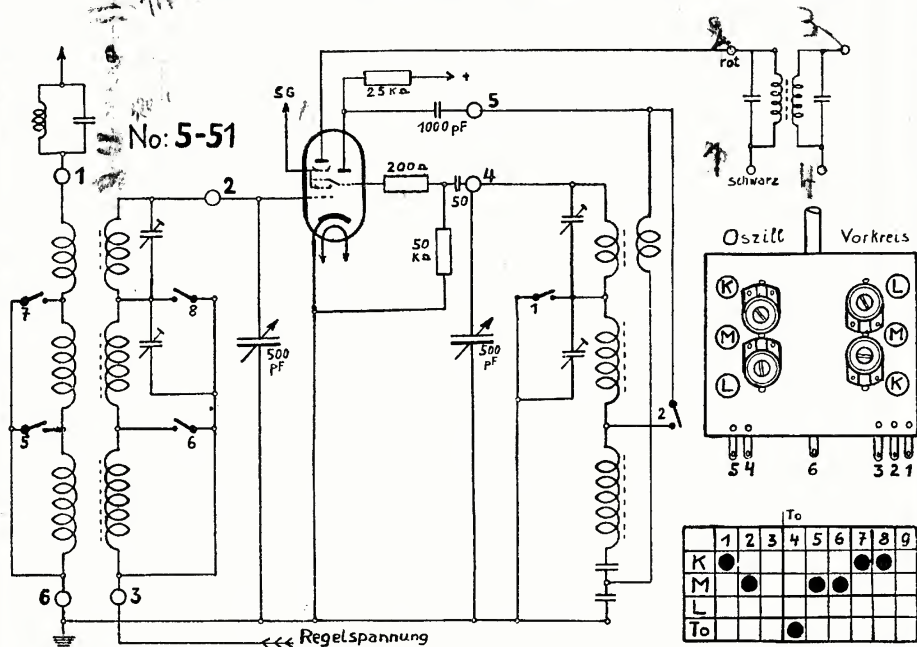 No: 5-51
1
2
SG
25 KΩ
+
1000 pF
5
rot
schwarz
3
200Ω
50
4
50
KΩ
500
pF
500
pF
7
8
5
6
1
2
6
3
Regelspannung
Oszill Vorkreis
K L
M M
L K
5 4 6 3 2 1
To
1 2 3 4 5 6 7 8 9
K
M
L
To